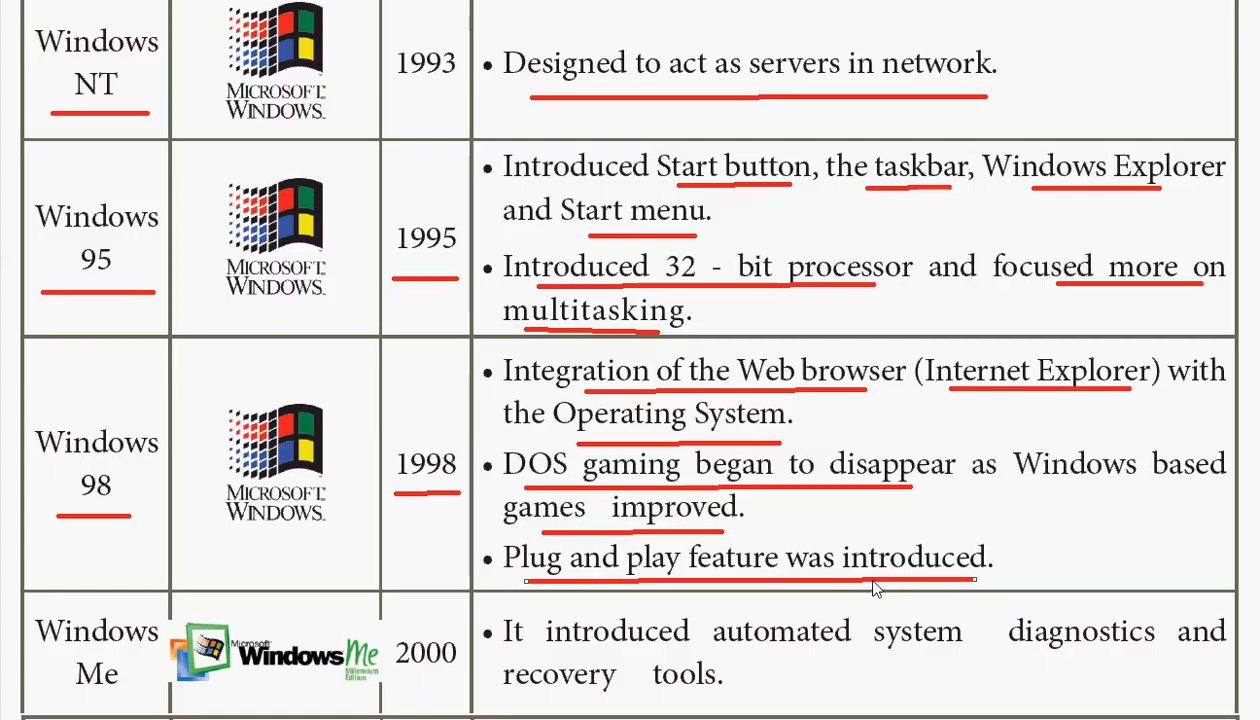 Windows
NT
MICROSOFT
WINDOWS.
1993
• Designed to act as servers in network.
Windows
95
MICROSOFT
WINDOWS.
1995
• Introduced Start button, the taskbar, Windows Explorer
and Start menu.
• Introduced 32 - bit processor and focused more on
multitasking.
Windows
98
MICROSOFT
WINDOWS.
1998
• Integration of the Web browser (Internet Explorer) with
the Operating System.
• DOS gaming began to disappear as Windows based
games improved.
• Plug and play feature was introduced.
Windows
Me
Microsoft
Windows Me
Millennium
Edition
2000
• It introduced automated system diagnostics and
recovery tools.